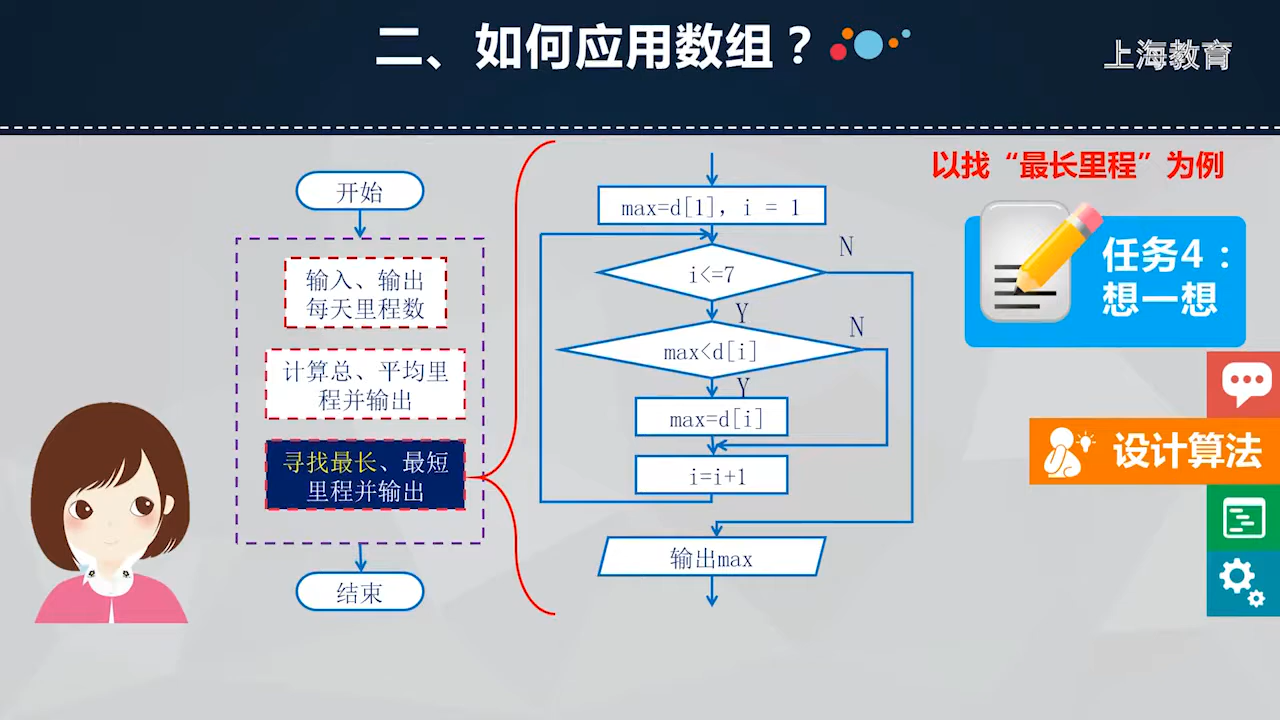 二、如何应用数组？
上海教育
以找“最长里程”为例
任务4：
想一想
设计算法
开始
输入、输出
每天里程数
计算总、平均里
程并输出
寻找最长、最短
里程并输出
结束
max=d[1], i = 1
i<=7
N
Y
max<d[i]
N
Y
max=d[i]
i=i+1
输出max